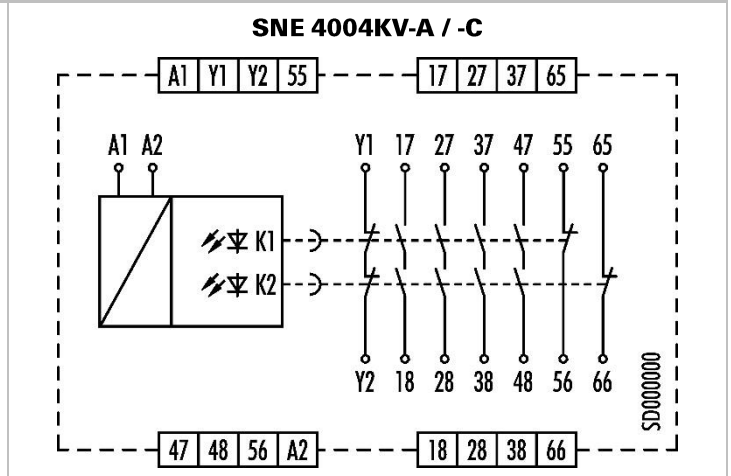 SNE 4004KV-A / -C
A1 Y1 Y2 55 17 27 37 65
A1 A2 Y1 17 27 37 47 55 65
K1
K2
Y2 18 28 38 48 56 66
SD000000
47 48 56 A2 18 28 38 66